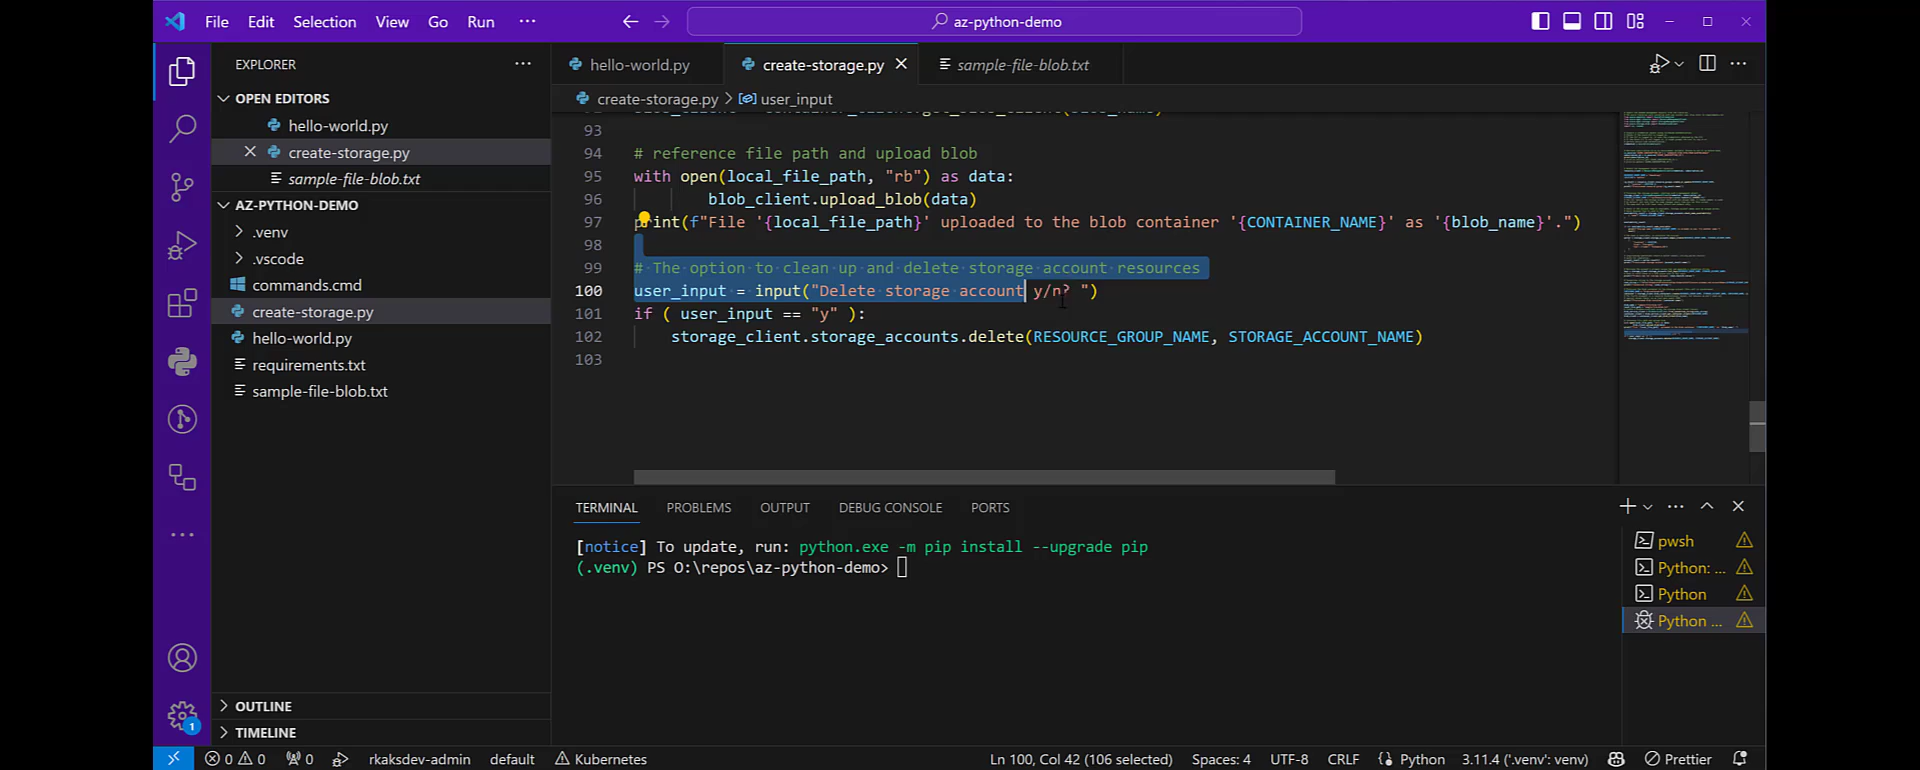 File Edit Selection View Go Run ··· az-python-demo
EXPLORER ···
OPEN EDITORS
hello-world.py
create-storage.py
sample-file-blob.txt
AZ-PYTHON-DEMO
.venv
.vscode
commands.cmd
create-storage.py
hello-world.py
requirements.txt
sample-file-blob.txt
OUTLINE
TIMELINE
hello-world.py create-storage.py sample-file-blob.txt
create-storage.py > user_input
93
94 # reference file path and upload blob
95 with open(local_file_path, "rb") as data:
96 blob_client.upload_blob(data)
97 print(f"File '{local_file_path}' uploaded to the blob container '{CONTAINER_NAME}' as '{blob_name}'.")
98
99 # The option to clean up and delete storage account resources
100 user_input = input("Delete storage account y/n? ")
101 if ( user_input == "y" ):
102 storage_client.storage_accounts.delete(RESOURCE_GROUP_NAME, STORAGE_ACCOUNT_NAME)
103
TERMINAL PROBLEMS OUTPUT DEBUG CONSOLE PORTS
[notice] To update, run: python.exe -m pip install --upgrade pip
(.venv) PS O:\repos\az-python-demo>
pwsh
Python: ...
Python
Python ...
1
0 0 0 rkaksdev-admin default Kubernetes Ln 100, Col 42 (106 selected) Spaces: 4 UTF-8 CRLF Python 3.11.4 ('.venv': venv) Prettier